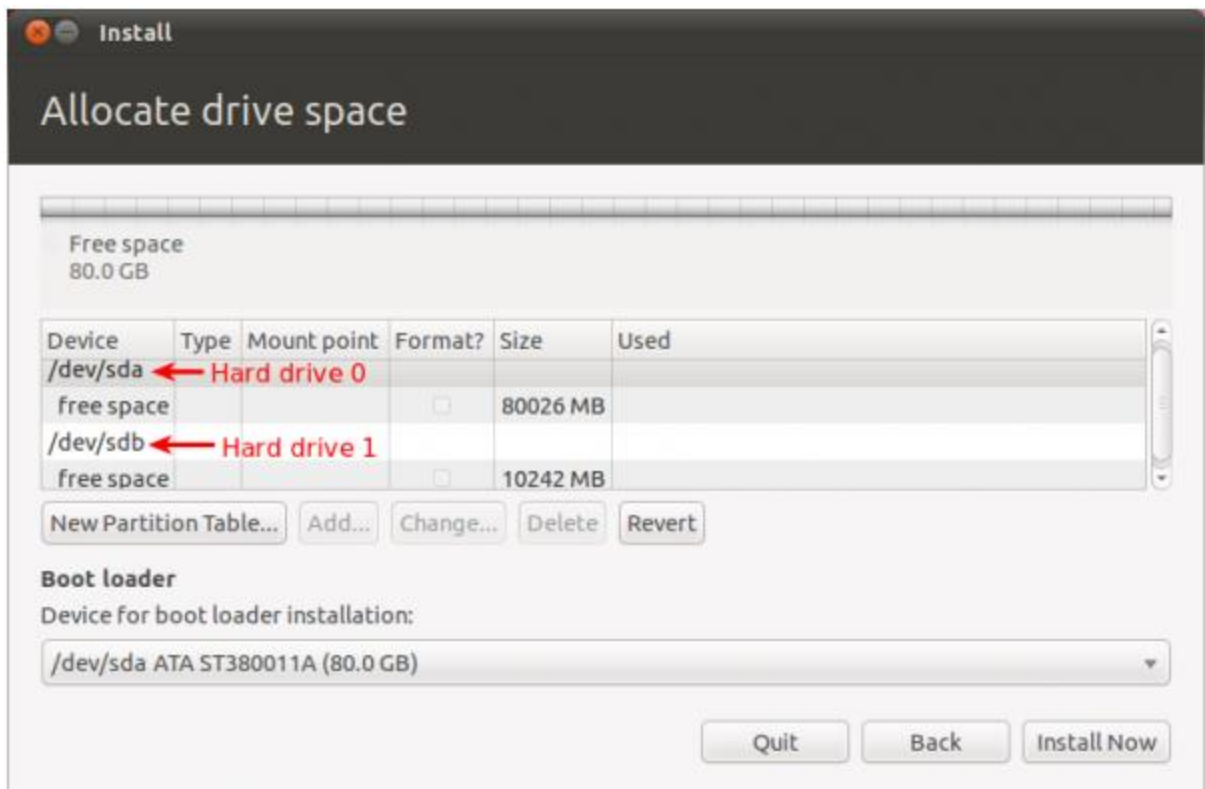 Install
Allocate drive space
Free space
80.0 GB
Device Type Mount point Format? Size Used
/dev/sda Hard drive 0
free space 80026 MB
/dev/sdb Hard drive 1
free space 10242 MB
New Partition Table... Add... Change... Delete Revert
Boot loader
Device for boot loader installation:
/dev/sda ATA ST380011A (80.0 GB)
Quit Back Install Now